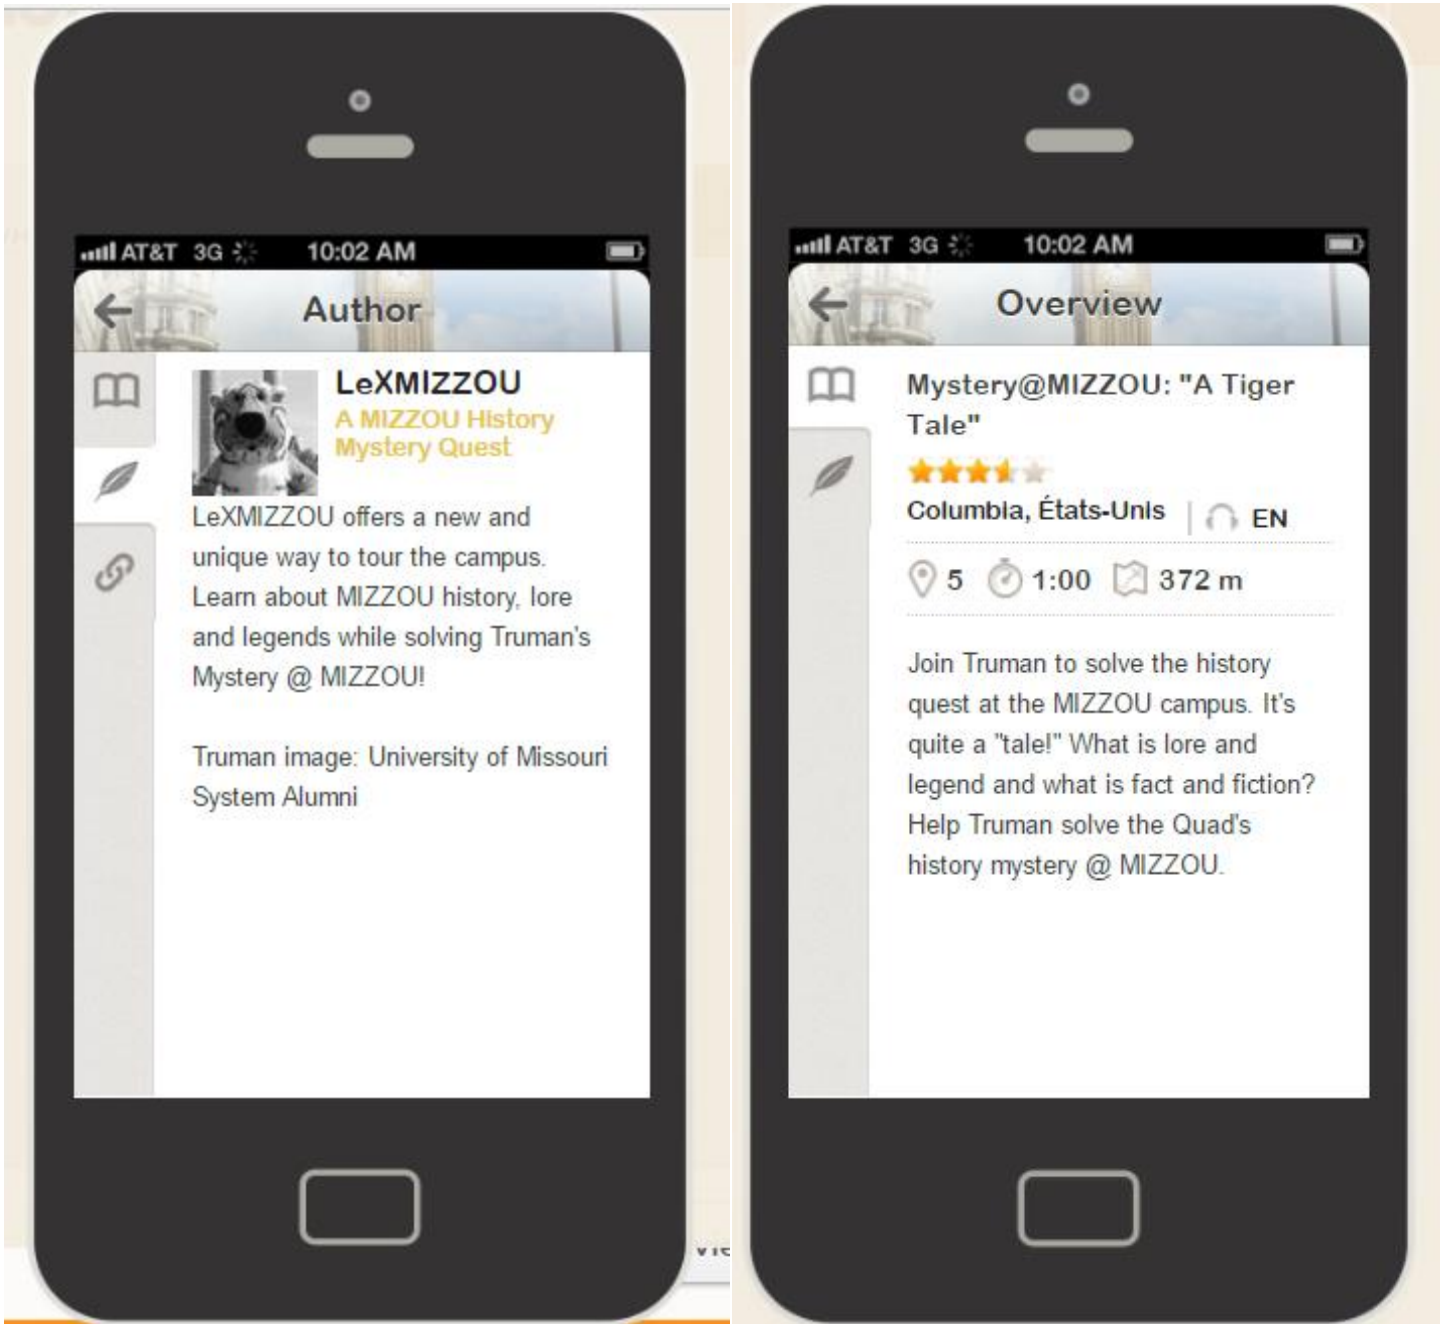 AT&T 3G 10:02 AM
Author
LeXMIZZOU
A MIZZOU History
Mystery Quest
LeXMIZZOU offers a new and
unique way to tour the campus.
Learn about MIZZOU history, lore
and legends while solving Truman's
Mystery @ MIZZOU!
Truman image: University of Missouri
System Alumni
AT&T 3G 10:02 AM
Overview
Mystery@MIZZOU: "A Tiger
Tale"
Columbia, États-Unis | EN
5 1:00 372 m
Join Truman to solve the history
quest at the MIZZOU campus. It's
quite a "tale!" What is lore and
legend and what is fact and fiction?
Help Truman solve the Quad's
history mystery @ MIZZOU.